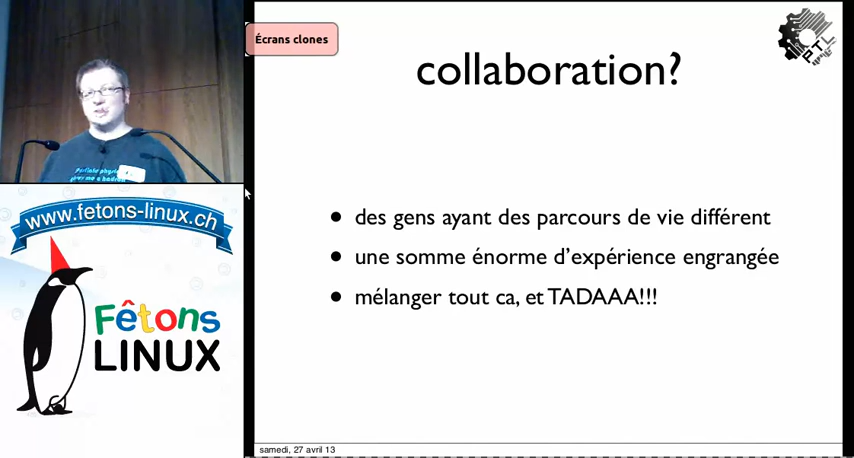 Écrans clones
PTL
collaboration?
des gens ayant des parcours de vie différent
une somme énorme d'expérience engrangée
mélanger tout ca, et TADAAA!!!
samedi, 27 avril 13
www.fetons-linux.ch
Fêtons
LINUX